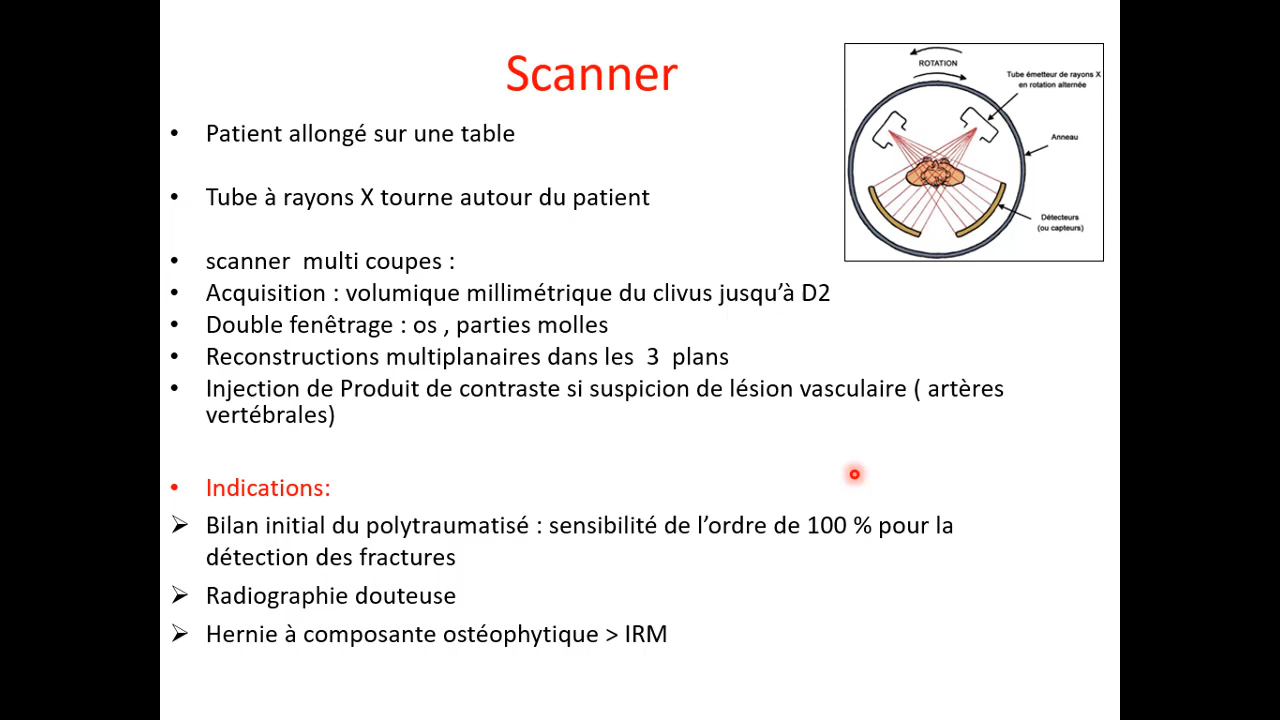 Scanner
• Patient allongé sur une table
• Tube à rayons X tourne autour du patient
• scanner multi coupes :
• Acquisition : volumique millimétrique du clivus jusqu’à D2
• Double fenêtrage : os , parties molles
• Reconstructions multiplanaires dans les 3 plans
• Injection de Produit de contraste si suspicion de lésion vasculaire ( artères
vertébrales)
• Indications:
➢ Bilan initial du polytraumatisé : sensibilité de l’ordre de 100 % pour la
détection des fractures
➢ Radiographie douteuse
➢ Hernie à composante ostéophytique > IRM
ROTATION
Tube émetteur de rayons X
en rotation alternée
Anneau
Détecteurs
(ou capteurs)